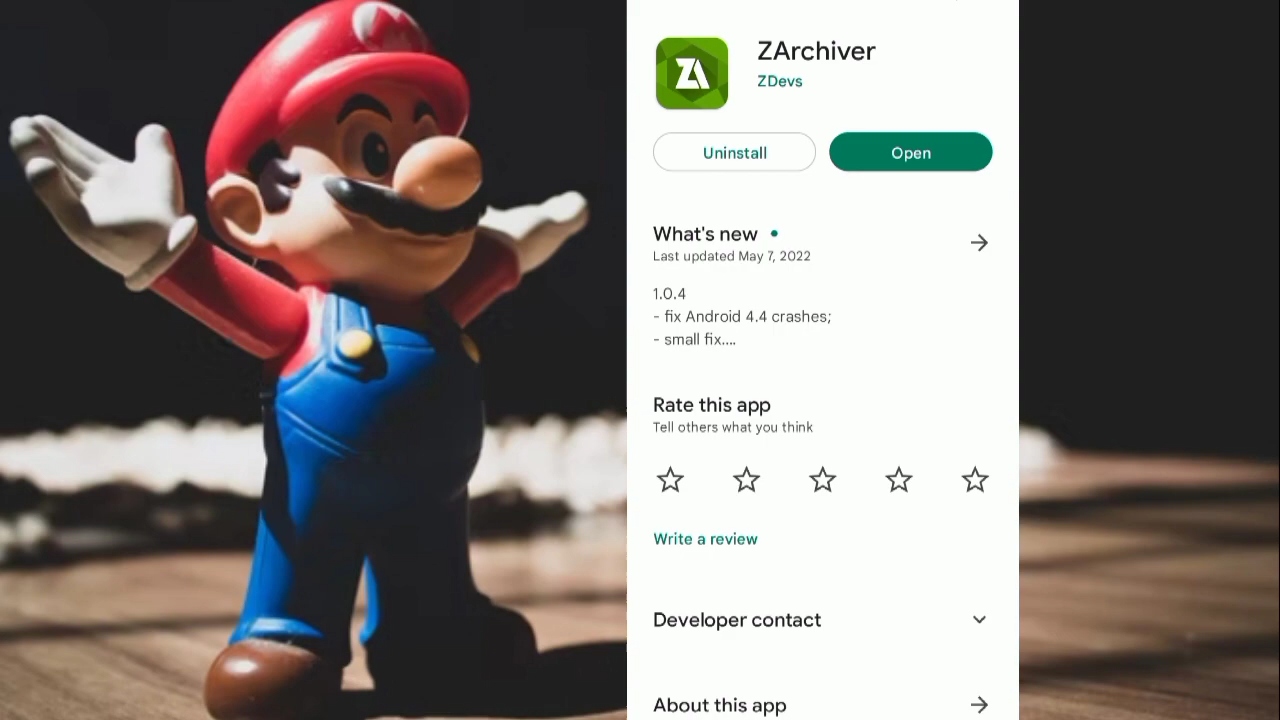 ZArchiver
ZDevs
Uninstall
Open
What's new
Last updated May 7, 2022
1.0.4
- fix Android 4.4 crashes;
- small fix....
Rate this app
Tell others what you think
Write a review
Developer contact
About this app